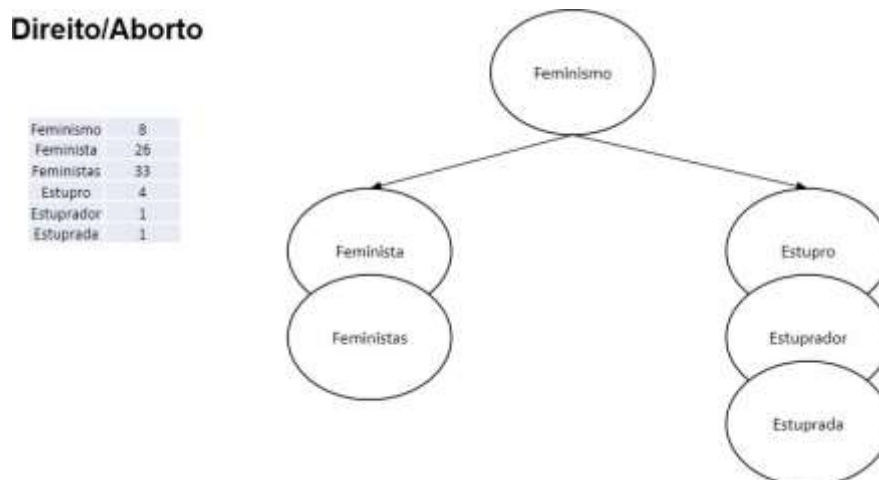 Direito/Aborto
Feminismo 8
Feminista 26
Feministas 33
Estupro 4
Estuprador 1
Estuprada 1
Feminismo
Feminista
Feministas
Estupro
Estuprador
Estuprada